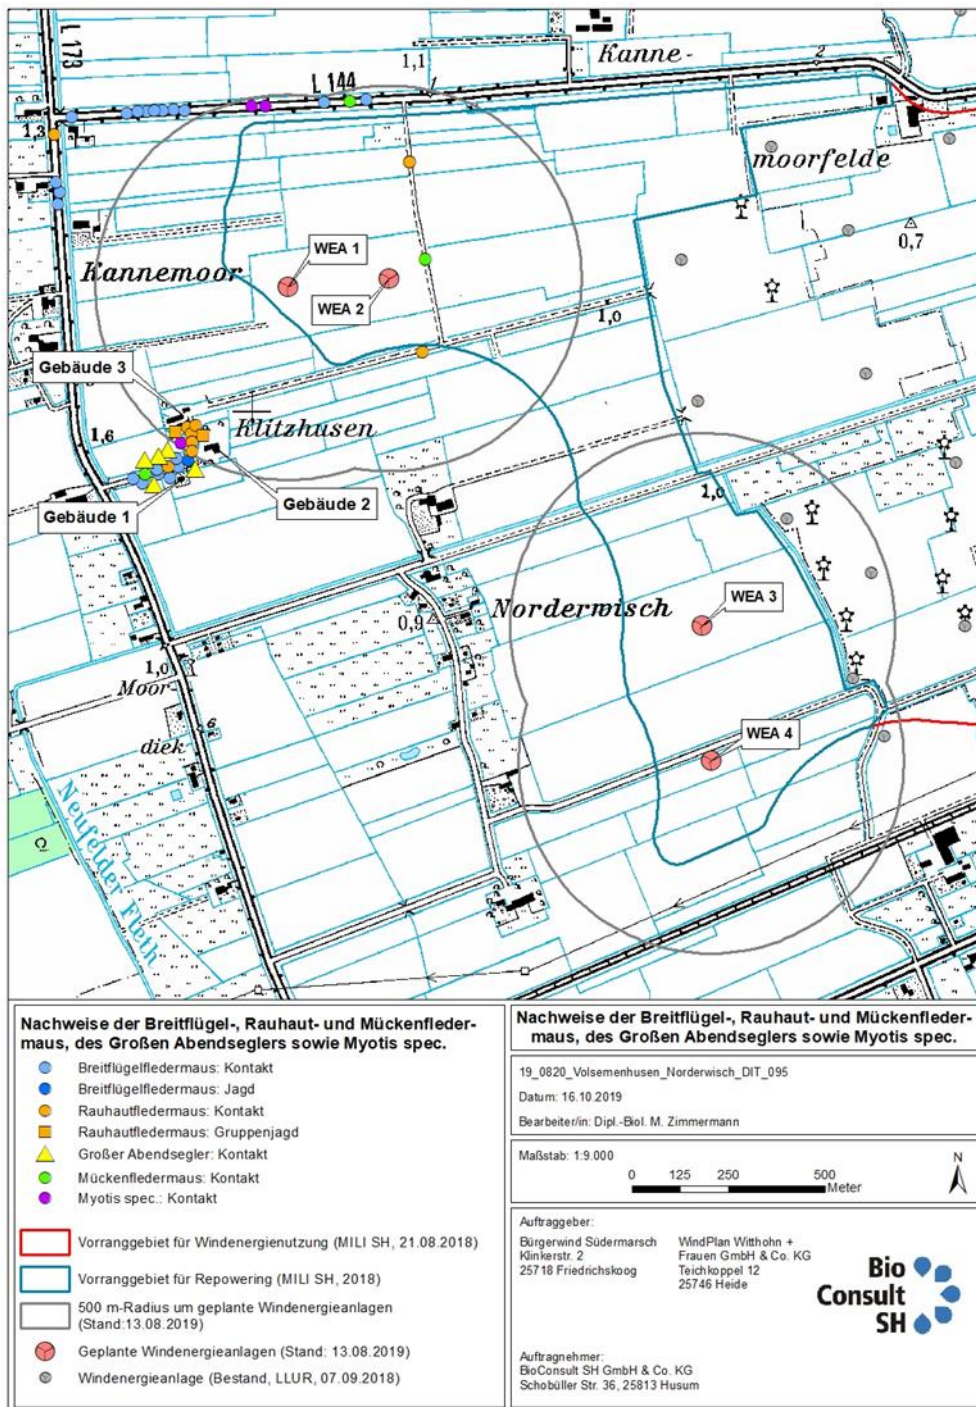 L 173
Kanne-
1,1
2
L 144
1
1,3
moorfelde
0,7
WEA 1
Kannemoor
WEA 2
1,0
Gebäude 3
1,6
Klitzhusen
1,0
Gebäude 2
Gebäude 1
Norderwisch
WEA 3
0,9
1,0
Moor-
6
diek
WEA 4
Neufelder Fleth
Nachweise der Breitflügel-, Rauhaut- und Mückenfleder-
maus, des Großen Abendseglers sowie Myotis spec.
Breitflügelfledermaus: Kontakt
Breitflügelfledermaus: Jagd
Rauhautfledermaus: Kontakt
Rauhautfledermaus: Gruppenjagd
Großer Abendsegler: Kontakt
Mückenfledermaus: Kontakt
Myotis spec.: Kontakt
Vorranggebiet für Windenergienutzung (MILI SH, 21.08.2018)
Vorranggebiet für Repowering (MILI SH, 2018)
500 m-Radius um geplante Windenergieanlagen
(Stand:13.08.2019)
Geplante Windenergieanlagen (Stand: 13.08.2019)
Windenergieanlage (Bestand, LLUR, 07.09.2018)
Nachweise der Breitflügel-, Rauhaut- und Mückenfleder-
maus, des Großen Abendseglers sowie Myotis spec.
19_0820_Volsemenhusen_Norderwisch_DIT_095
Datum: 16.10.2019
Bearbeiter/in: Dipl.-Biol. M. Zimmermann
Maßstab: 1:9.000
N
0 125 250 500
Meter
Auftraggeber:
Bürgerwind Südermarsch
Klinkerstr. 2
25718 Friedrichskoog
WindPlan Witthohn +
Frauen GmbH & Co. KG
Teichkoppel 12
25746 Heide
Bio
Consult
SH
Auftragnehmer:
BioConsult SH GmbH & Co. KG
Schobüller Str. 36, 25813 Husum